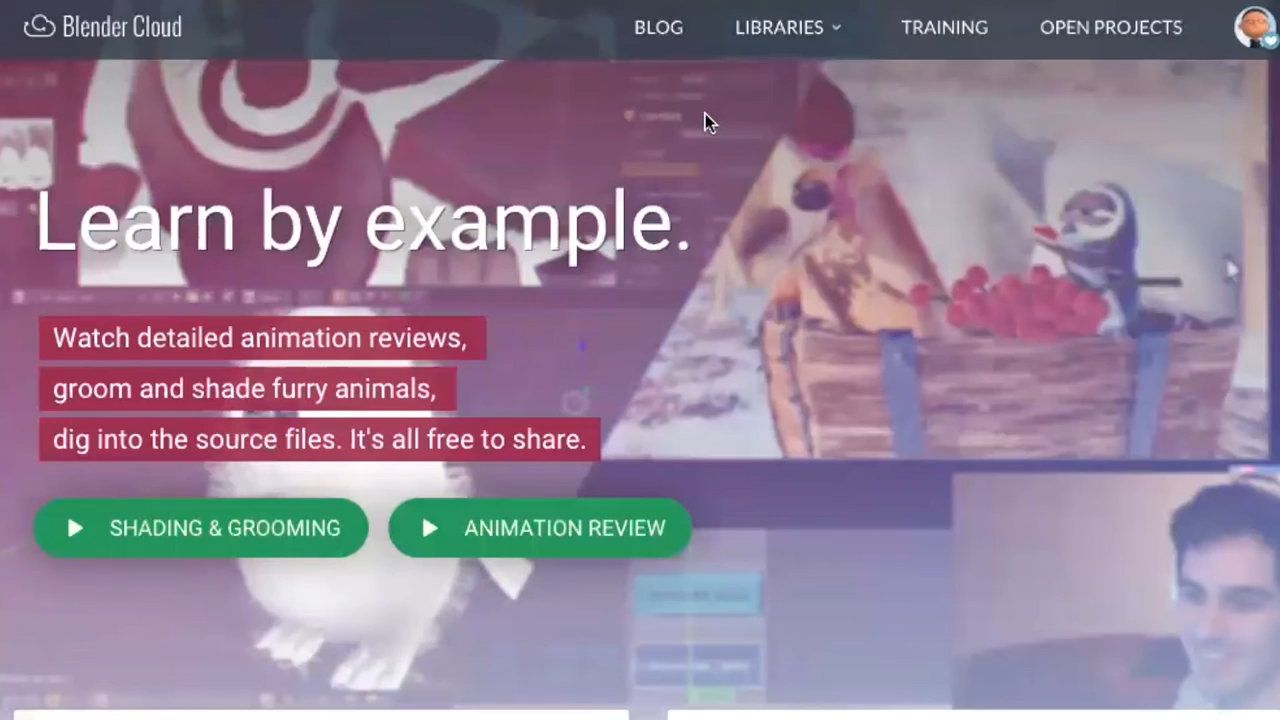 Blender Cloud
BLOG
LIBRARIES
TRAINING
OPEN PROJECTS
Learn by example.
Watch detailed animation reviews,
groom and shade furry animals,
dig into the source files. It's all free to share.
SHADING & GROOMING
ANIMATION REVIEW